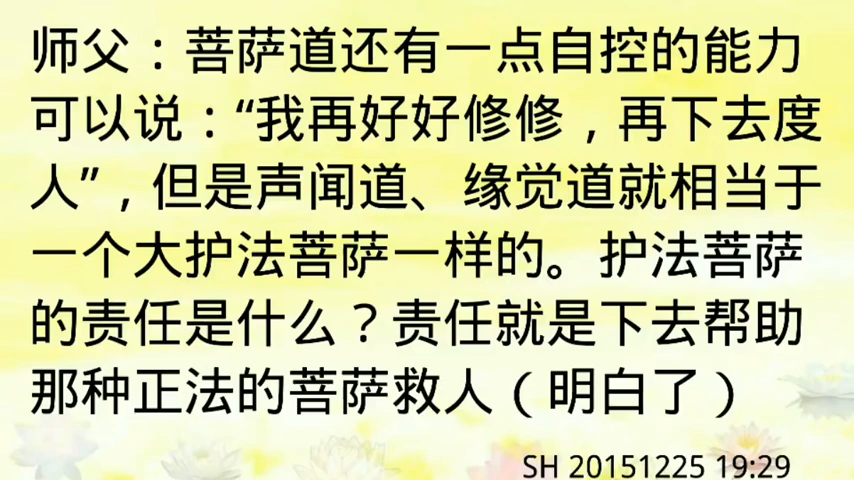 师父：菩萨道还有一点自控的能力
可以说：“我再好好修修，再下去度
人”，但是声闻道、缘觉道就相当于
一个大护法菩萨一样的。护法菩萨
的责任是什么？责任就是下去帮助
那种正法的菩萨救人（明白了）
SH 20151225 19:29